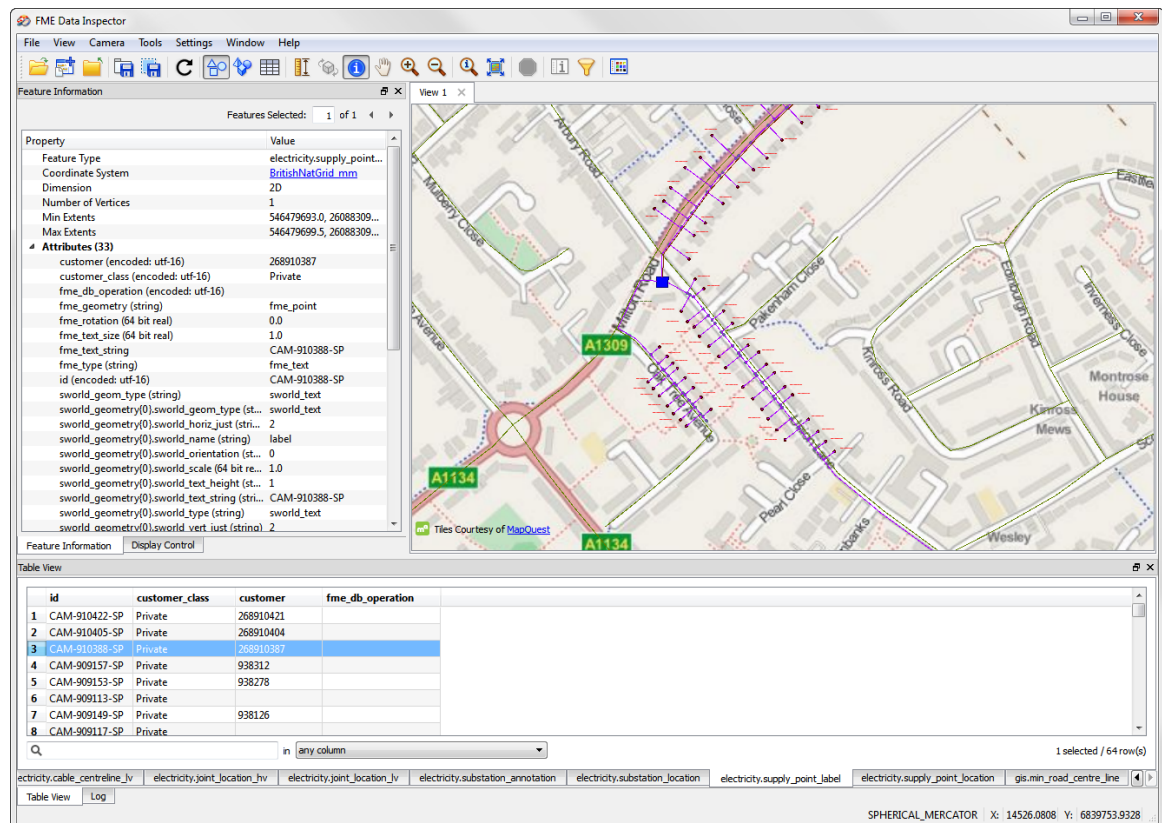 FME Data Inspector
File View Camera Tools Settings Window Help
Feature Information
Features Selected: 1 of 1
Property Value
Feature Type electricity.supply_point...
Coordinate System BritishNatGrid_mm
Dimension 2D
Number of Vertices 1
Min Extents 546479693.0, 26088309...
Max Extents 546479699.5, 26088309...
Attributes (33)
customer (encoded: utf-16) 268910387
customer_class (encoded: utf-16) Private
fme_db_operation (encoded: utf-16)
fme_geometry (string) fme_point
fme_rotation (64 bit real) 0.0
fme_text_size (64 bit real) 1.0
fme_text_string CAM-910388-SP
fme_type (string) fme_text
id (encoded: utf-16) CAM-910388-SP
sworld_geom_type (string) sworld_text
sworld_geometry{0}.sworld_geom_type (st... sworld_text
sworld_geometry{0}.sworld_horiz_just (stri... 2
sworld_geometry{0}.sworld_name (string) label
sworld_geometry{0}.sworld_orientation (st... 0
sworld_geometry{0}.sworld_scale (64 bit re... 1.0
sworld_geometry{0}.sworld_text_height (st... 1
sworld_geometry{0}.sworld_text_string (stri... CAM-910388-SP
sworld_geometry{0}.sworld_type (string) sworld_text
sworld_geometry{0}.sworld_vert_just (string) 2
Feature Information Display Control
View 1
Arbury Road
Mulberry Close
Milton Road
Pakenham Close
Kinross Road
Edinburgh Road
Inverness Close
Montrose
House
Kinross
Mews
A1309
Oak Tree Avenue
A1134
Pearl Close
Wesley
A1134
Tiles Courtesy of MapQuest
Table View
id customer_class customer fme_db_operation
1 CAM-910422-SP Private 268910421
2 CAM-910405-SP Private 268910404
3 CAM-910388-SP Private 268910387
4 CAM-909157-SP Private 938312
5 CAM-909153-SP Private 938278
6 CAM-909113-SP Private
7 CAM-909149-SP Private 938126
8 CAM-909117-SP Private
in any column 1 selected / 64 row(s)
ectricity.cable_centreline_lv electricity.joint_location_hv electricity.joint_location_lv electricity.substation_annotation electricity.substation_location electricity.supply_point_label electricity.supply_point_location gis.min_road_centre_line
Table View Log
SPHERICAL_MERCATOR X: 14526.0808 Y: 6839753.9328